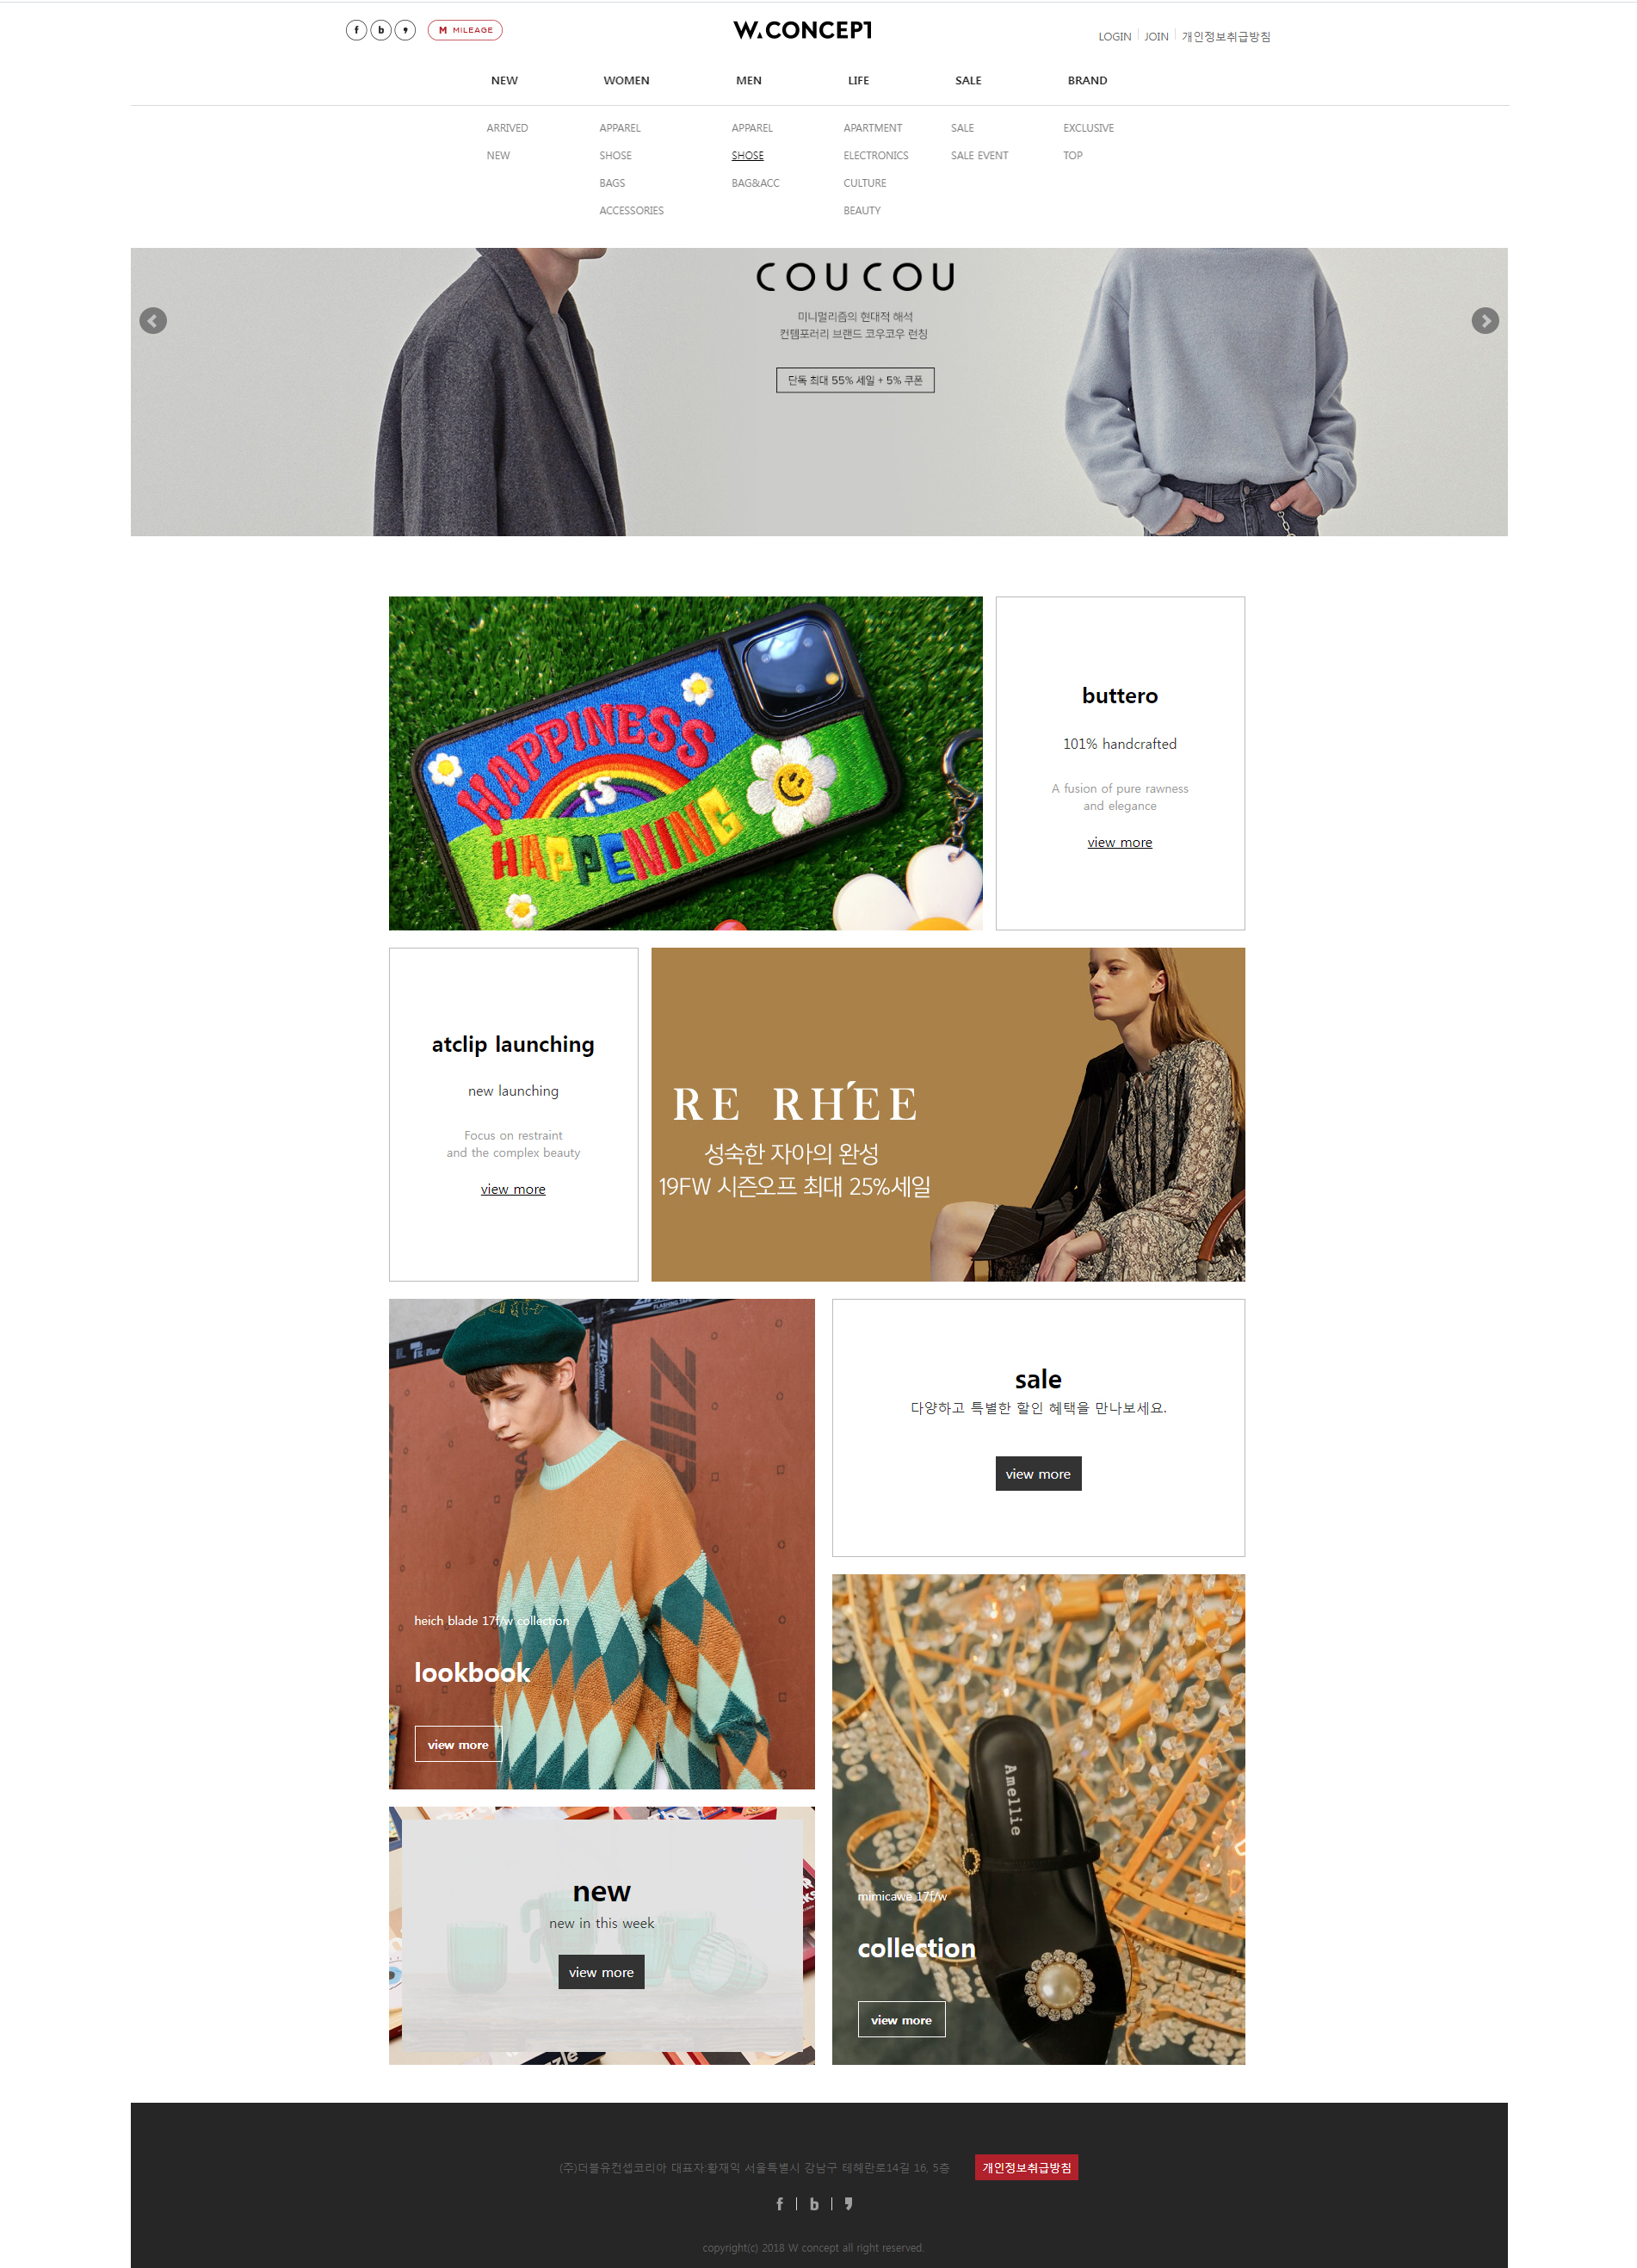 f b , M MILEAGE
W.CONCEPT
LOGIN JOIN 개인정보취급방침
NEW WOMEN MEN LIFE SALE BRAND
ARRIVED APPAREL APPAREL APARTMENT SALE EXCLUSIVE
NEW SHOSE SHOSE ELECTRONICS SALE EVENT TOP
BAGS BAG&ACC CULTURE
ACCESSORIES BEAUTY
COUCOU
미니멀리즘의 현대적 해석
컨템포러리 브랜드 코우코우 런칭
단독 최대 55% 세일 + 5% 쿠폰
HAPPINESS
is
HAPPENING
buttero
101% handcrafted
A fusion of pure rawness
and elegance
view more
atclip launching
new launching
Focus on restraint
and the complex beauty
view more
RE RHÉE
성숙한 자아의 완성
19FW 시즌오프 최대 25%세일
ZIP
heich blade 17f/w collection
lookbook
view more
sale
다양하고 특별한 할인 혜택을 만나보세요.
view more
new
new in this week
view more
Amellie
mimicawe 17f/w
collection
view more
(주)더블유컨셉코리아 대표자:황재익 서울특별시 강남구 테헤란로14길 16, 5층 개인정보취급방침
f b ,
copyright(c) 2018 W concept all right reserved.